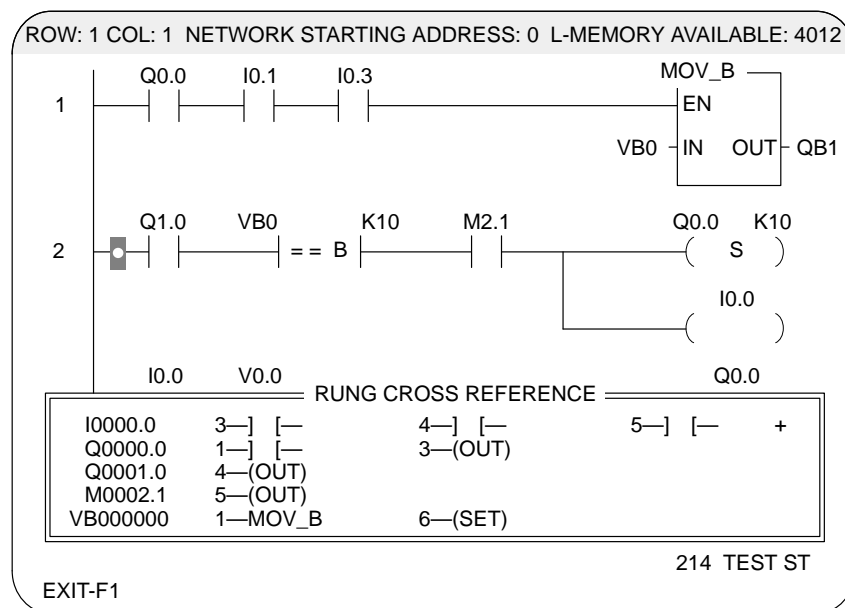 ROW: 1 COL: 1 NETWORK STARTING ADDRESS: 0 L-MEMORY AVAILABLE: 4012
Q0.0 I0.1 I0.3 MOV_B
1 EN
VB0 IN OUT QB1
Q1.0 VB0 K10 M2.1 Q0.0 K10
2 = = B S
I0.0
I0.0 V0.0 Q0.0
RUNG CROSS REFERENCE
I0000.0 3—] [— 4—] [— 5—] [— +
Q0000.0 1—] [— 3—(OUT)
Q0001.0 4—(OUT)
M0002.1 5—(OUT)
VB000000 1—MOV_B 6—(SET)
214 TEST ST
EXIT-F1